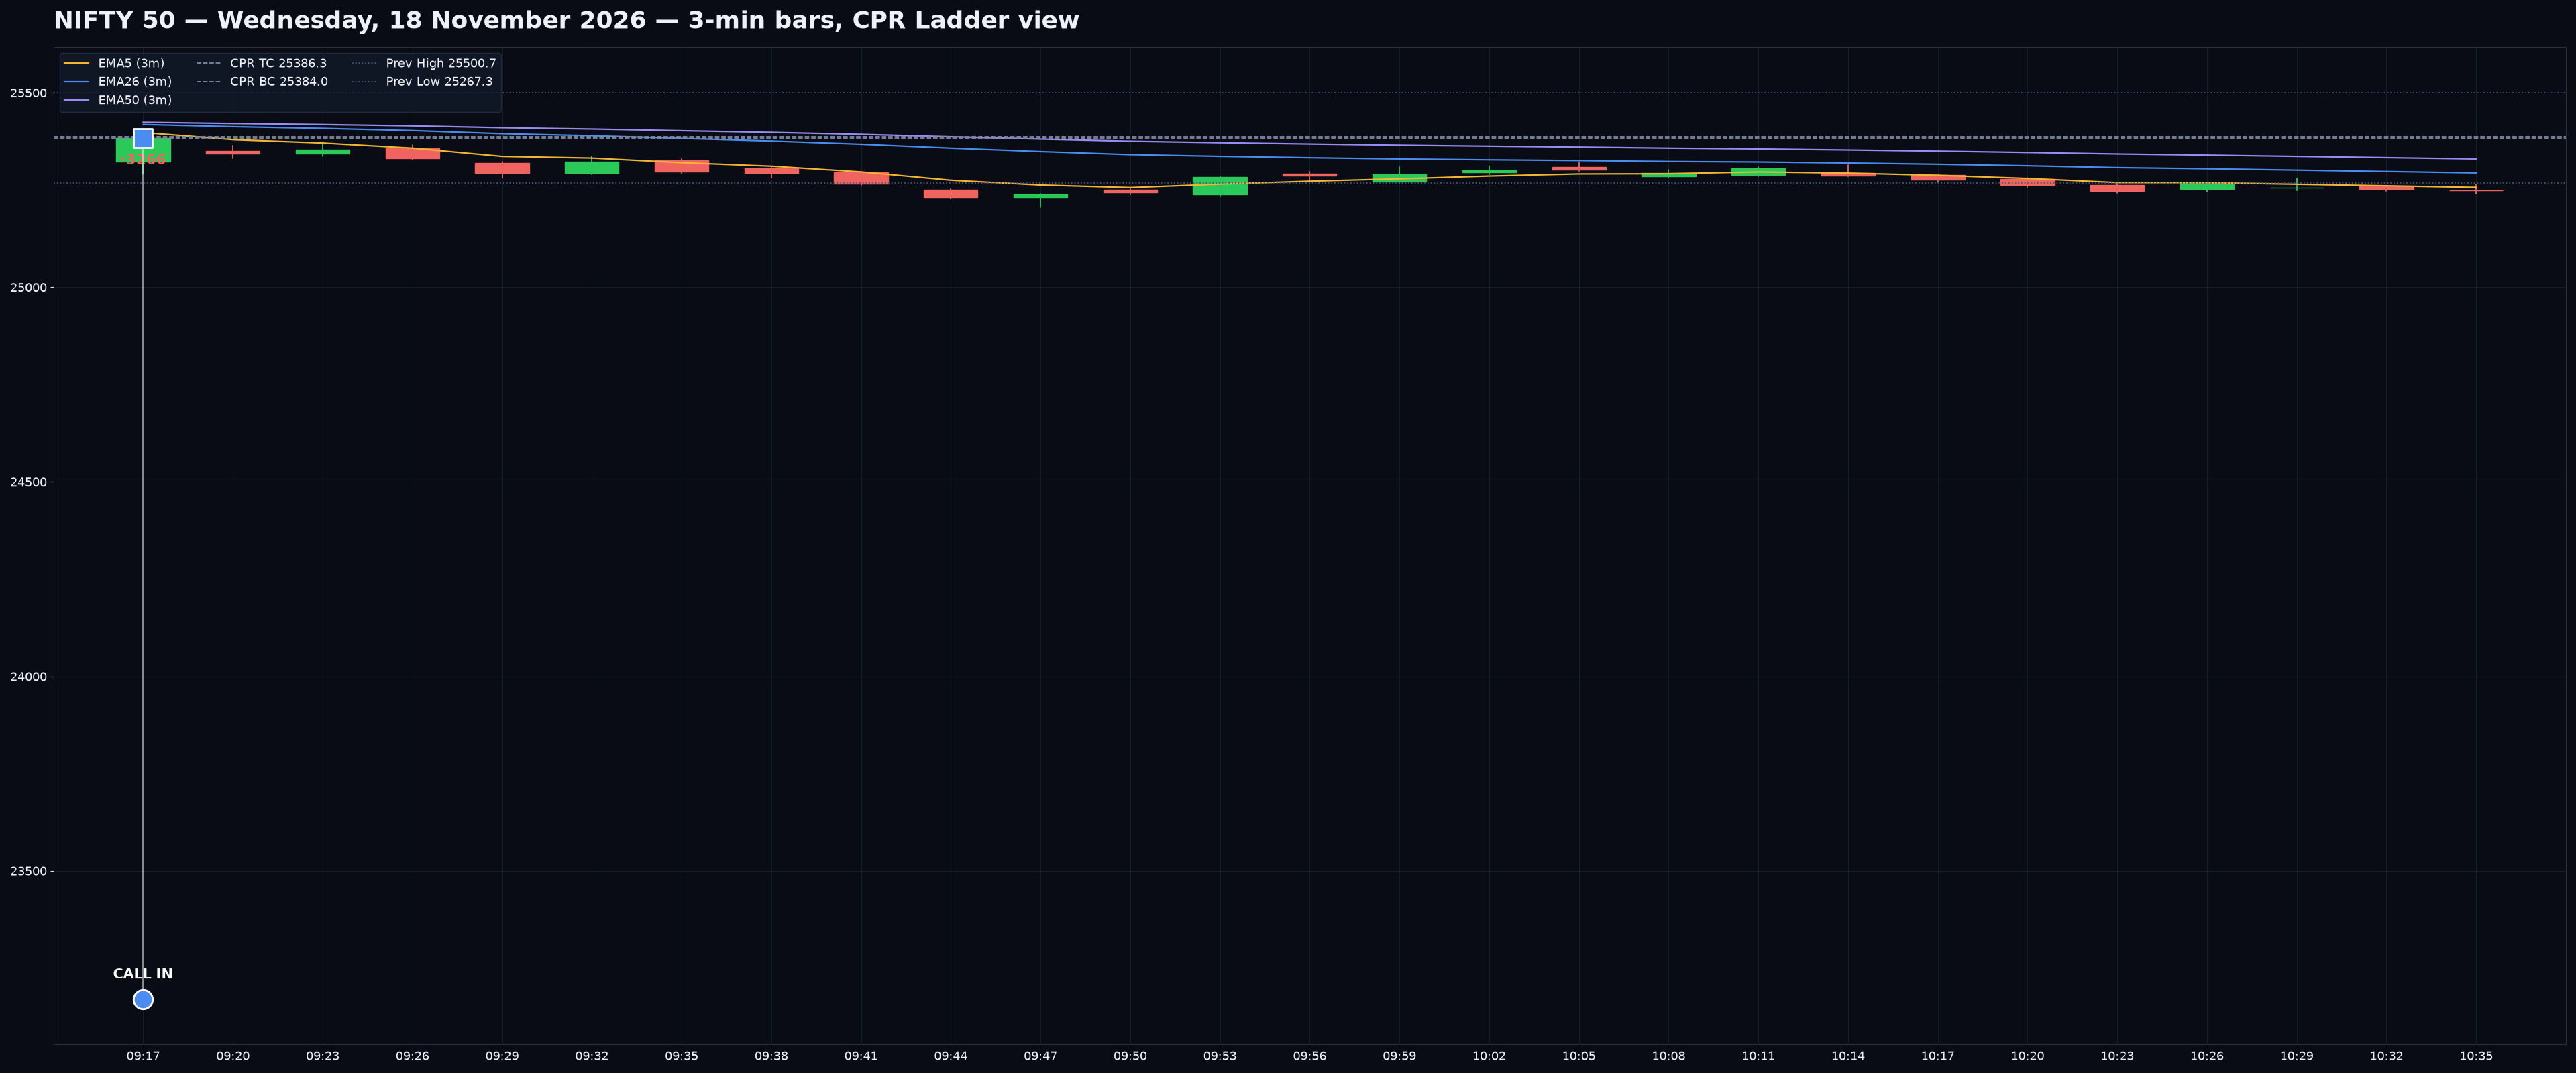 NIFTY 50 — Wednesday, 18 November 2026 — 3-min bars, CPR Ladder view
EMA5 (3m)
EMA26 (3m)
EMA50 (3m)
CPR TC 25386.3
CPR BC 25384.0
Prev High 25500.7
Prev Low 25267.3
25500
25000
24500
24000
23500
CALL IN
09:17 09:20 09:23 09:26 09:29 09:32 09:35 09:38 09:41 09:44 09:47 09:50 09:53 09:56 09:59 10:02 10:05 10:08 10:11 10:14 10:17 10:20 10:23 10:26 10:29 10:32 10:35